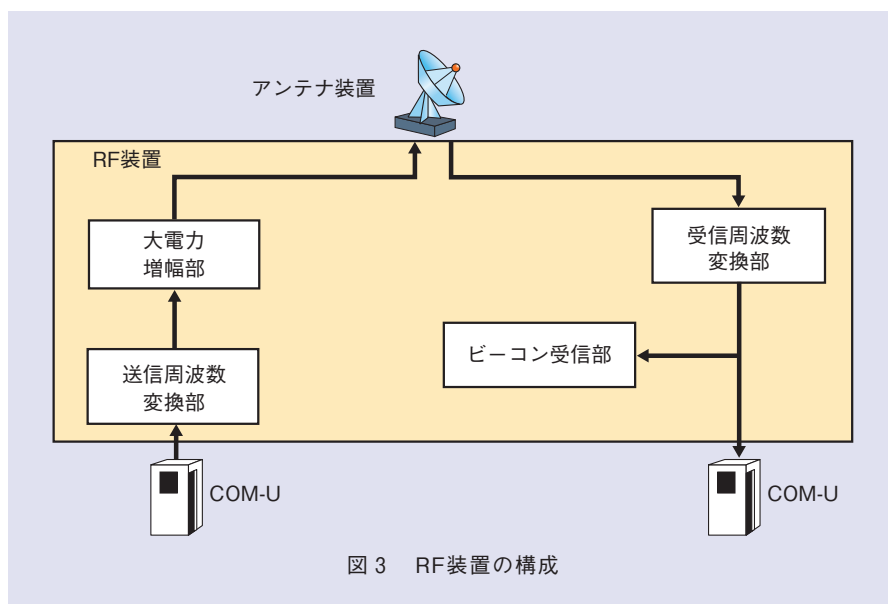 アンテナ装置
RF装置
大電力
増幅部
受信周波数
変換部
ビーコン受信部
送信周波数
変換部
COM-U
COM-U
図3 RF装置の構成